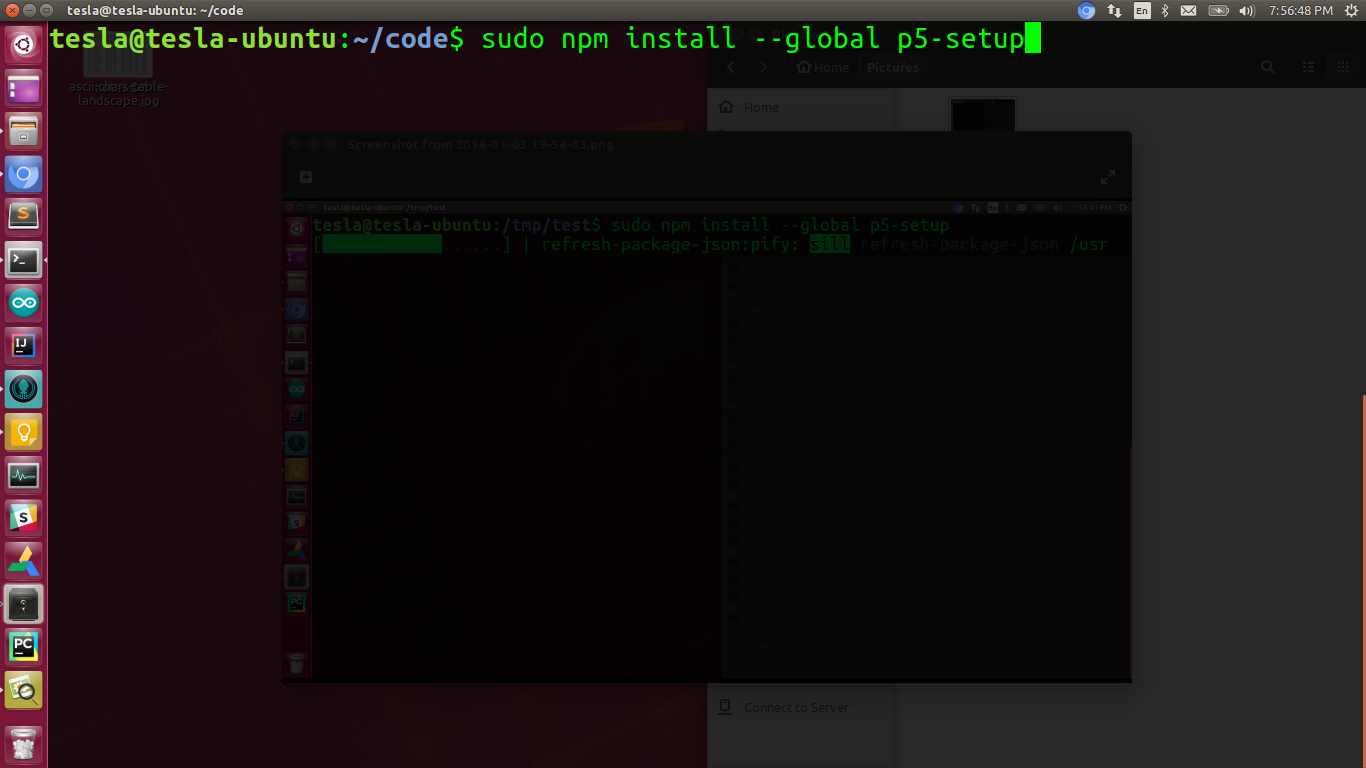 tesla@tesla-ubuntu: ~/code
En
7:56:48 PM
tesla@tesla-ubuntu:~/code$ sudo npm install --global p5-setup
landscape.jpg
Home
Pictures
Home
Screenshot from 2018-01-03 19-54-43.png
tesla@tesla-ubuntu: /tmp/test
tesla@tesla-ubuntu:/tmp/test$ sudo npm install --global p5-setup
[ ......] | refresh-package-json:pify: sill refresh-package-json /usr
IJ
S
PC
PC
Connect to Server